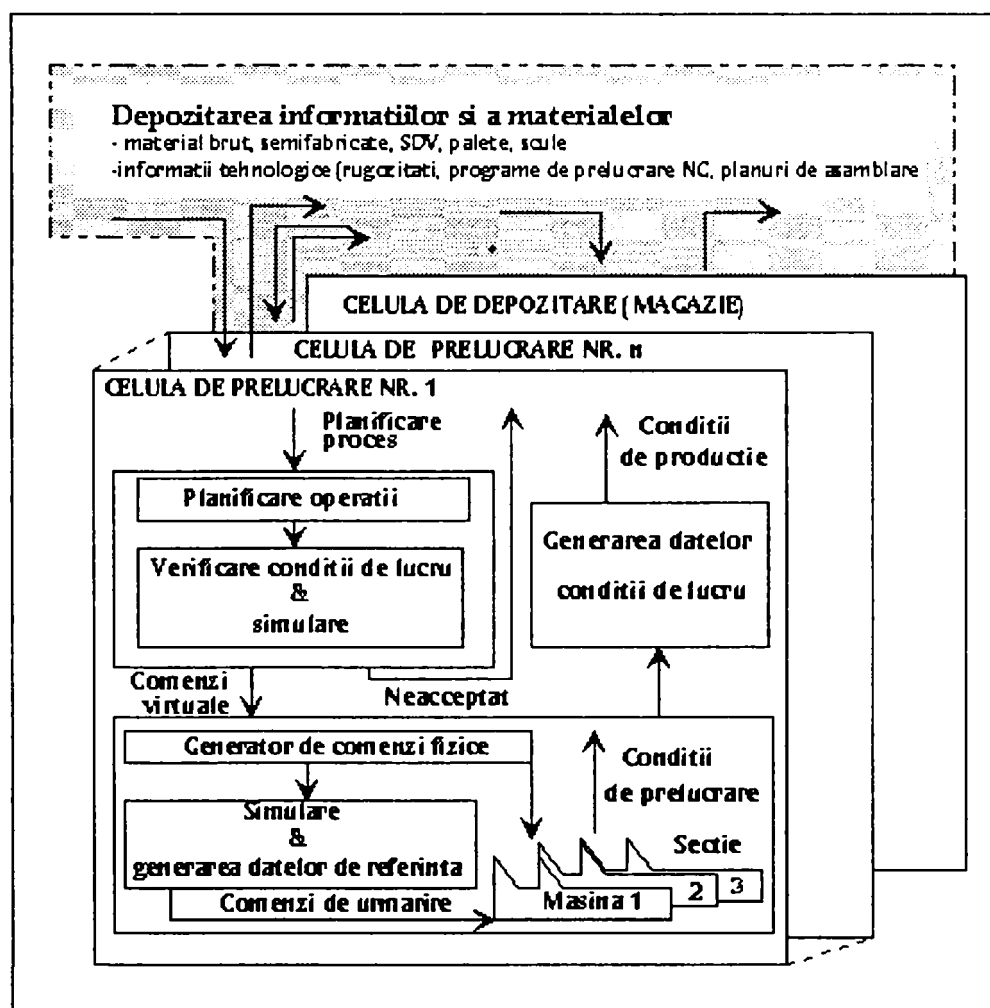 Depozitarea informatiilor si a materialelor
- material brut, semifabricate, SDV, palete, scule
-informatii tehnologice (rugozitati, programe de prelucrare NC, planuri de asamblare
CELULA DE DEPOZITARE (MAGAZIE)
CELULA DE PRELUCRARE NR. n
CELULA DE PRELUCRARE NR. 1
Planificare
proces
Conditii
de productie
Planificare operatii
Verificare conditii de lucru
&
simulare
Generarea datelor
conditii de lucru
Comenzi
virtuale
Neacceptat
Generator de comenzi fizice
Conditii
de prelucrare
Simulare
&
generarea datelor de referinta
Sectie
Masina 1
2
3
Comenzi de urmarire